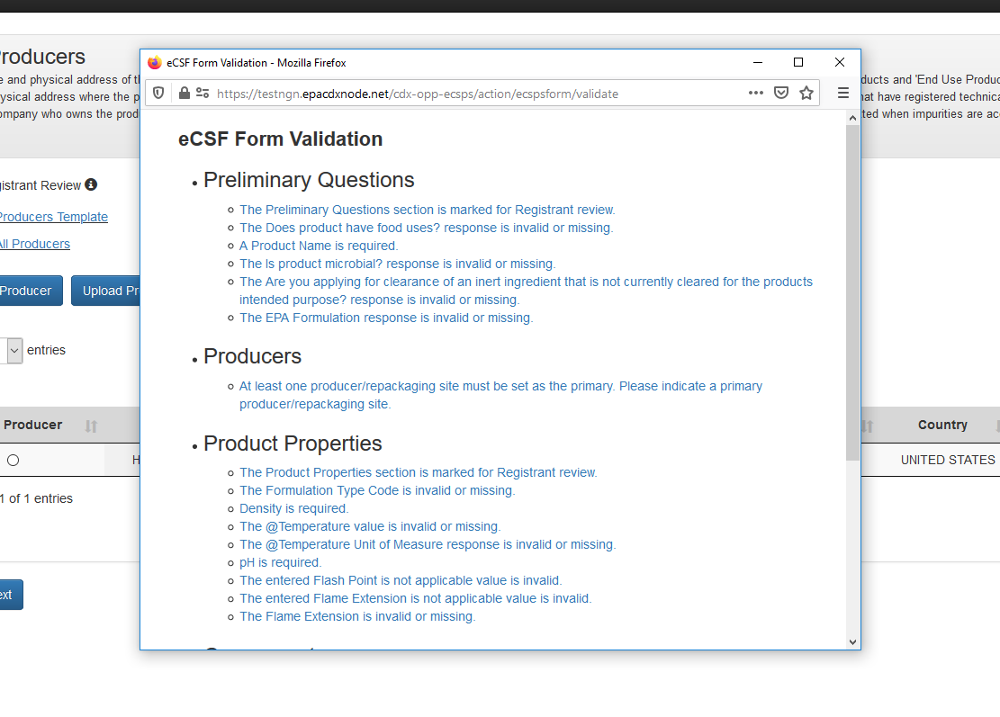 roducers
eCSF Form Validation - Mozilla Firefox
e and physical address of th
ducts and 'End Use Produc
https://testngn.epacdxnode.net/cdx-opp-ecsps/action/ecspsform/validate
ysical address where the p
hat have registered technica
ompany who owns the produ
ted when impurities are acc
eCSF Form Validation
Preliminary Questions
gistrant Review
The Preliminary Questions section is marked for Registrant review.
Producers Template
The Does product have food uses? response is invalid or missing.
All Producers
A Product Name is required.
The Is product microbial? response is invalid or missing.
The Are you applying for clearance of an inert ingredient that is not currently cleared for the products
Producer
Upload Pr
intended purpose? response is invalid or missing.
The EPA Formulation response is invalid or missing.
entries
Producers
At least one producer/repackaging site must be set as the primary. Please indicate a primary
producer/repackaging site.
Producer
Country
Product Properties
H
UNITED STATES
The Product Properties section is marked for Registrant review.
The Formulation Type Code is invalid or missing.
1 of 1 entries
Density is required.
The @Temperature value is invalid or missing.
The @Temperature Unit of Measure response is invalid or missing.
pH is required.
The entered Flash Point is not applicable value is invalid.
ext
The entered Flame Extension is not applicable value is invalid.
The Flame Extension is invalid or missing.